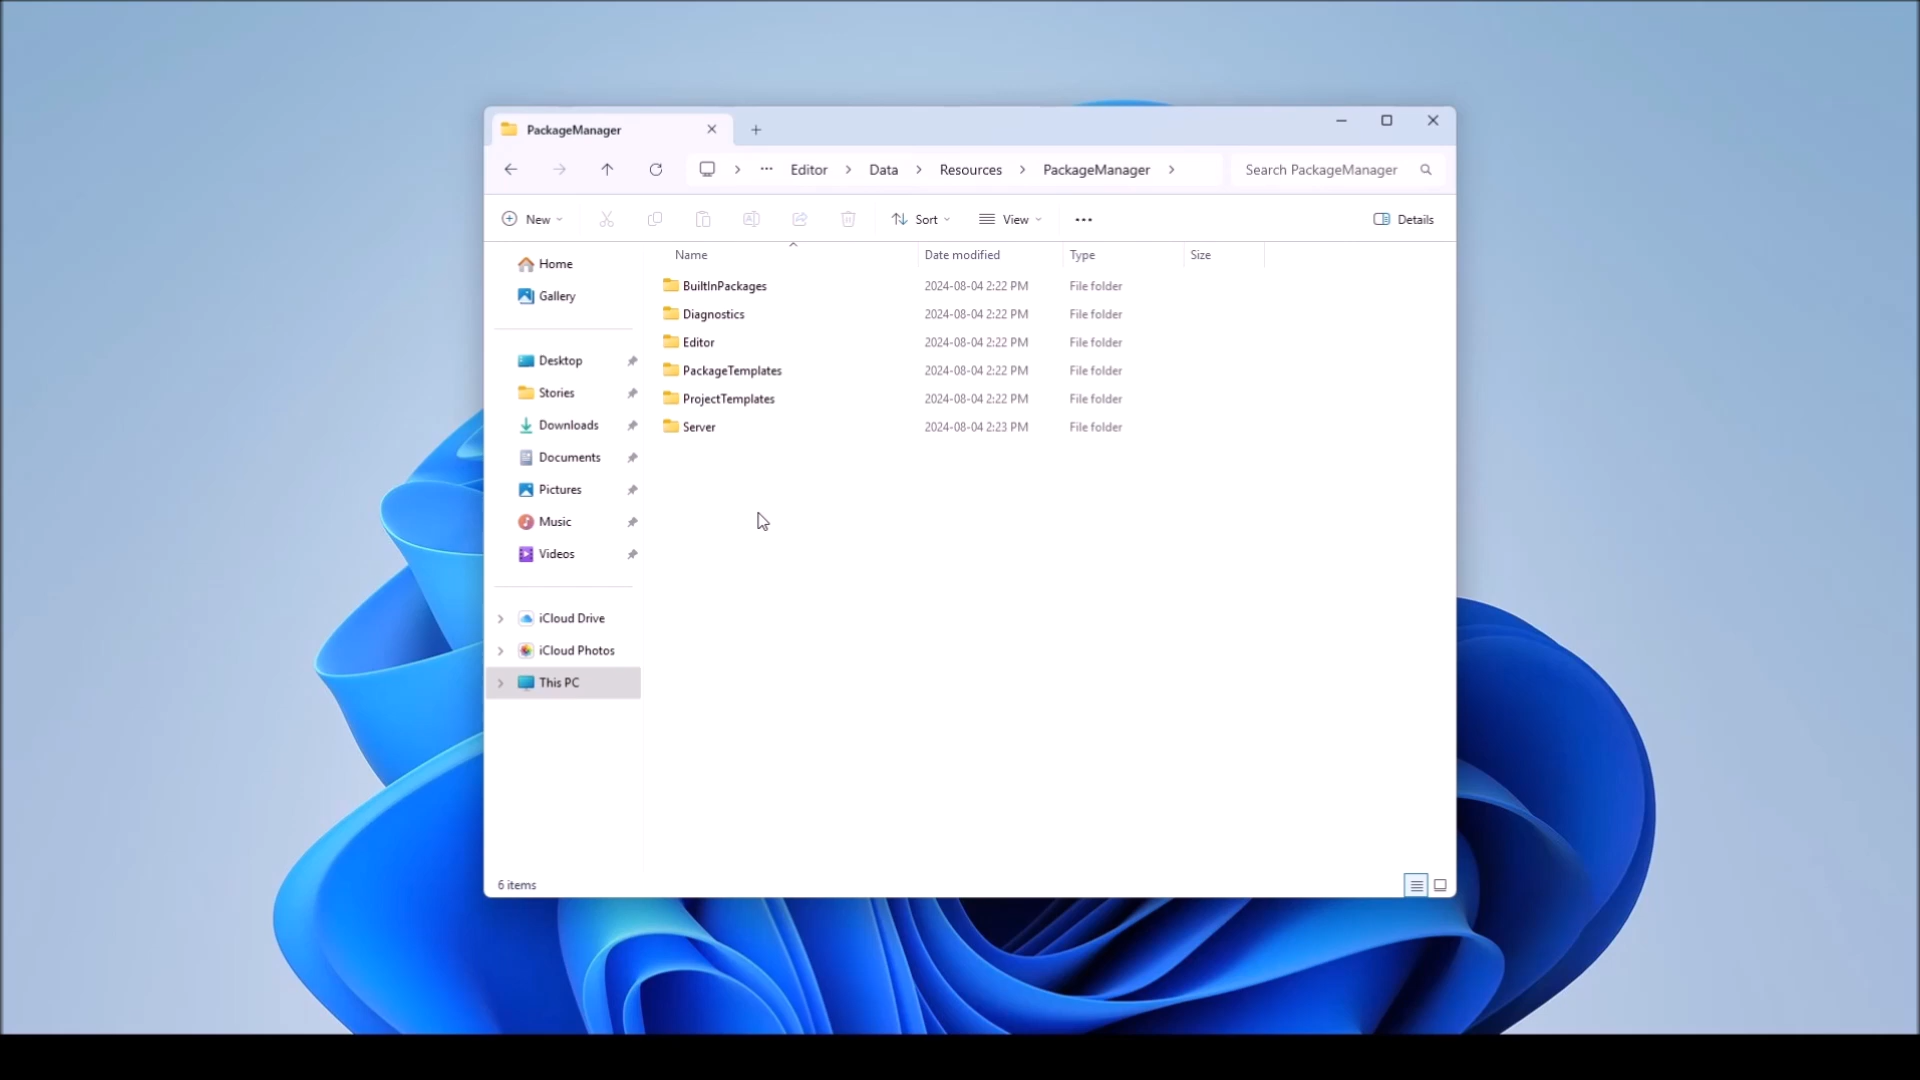 PackageManager
Editor Data Resources PackageManager Search PackageManager
New Sort View Details
Name Date modified Type Size
Home
Gallery
Desktop
Stories
Downloads
Documents
Pictures
Music
Videos
iCloud Drive
iCloud Photos
This PC
BuiltInPackages 2024-08-04 2:22 PM File folder
Diagnostics 2024-08-04 2:22 PM File folder
Editor 2024-08-04 2:22 PM File folder
PackageTemplates 2024-08-04 2:22 PM File folder
ProjectTemplates 2024-08-04 2:22 PM File folder
Server 2024-08-04 2:23 PM File folder
6 items